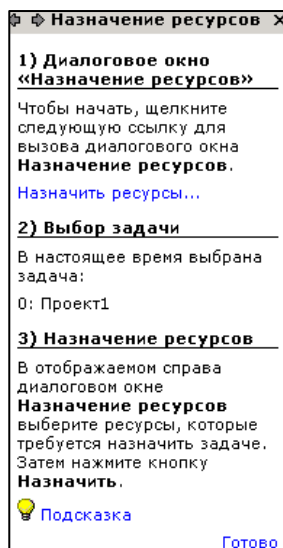 Назначение ресурсов
1) Диалоговое окно
«Назначение ресурсов»
Чтобы начать, щелкните
следующую ссылку для
вызова диалогового окна
Назначение ресурсов.
Назначить ресурсы...
2) Выбор задачи
В настоящее время выбрана
задача:
0: Проект1
3) Назначение ресурсов
В отображаемом справа
диалоговом окне
Назначение ресурсов
выберите ресурсы, которые
требуется назначить задаче.
Затем нажмите кнопку
Назначить.
Подсказка
Готово